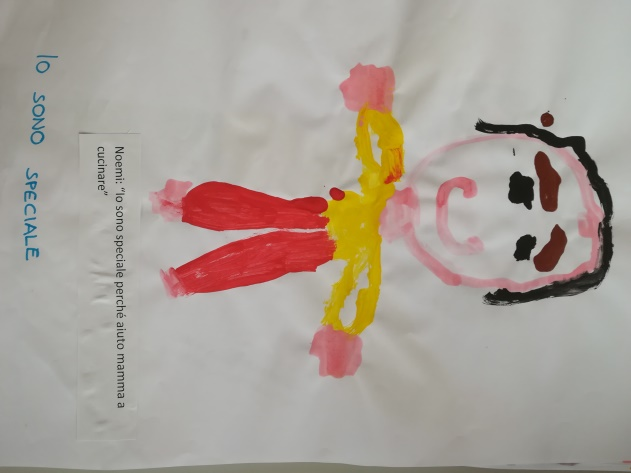 Noemi: "Io sono speciale perché aiuto mamma a
cucinare"
IO SONO SPECIALE